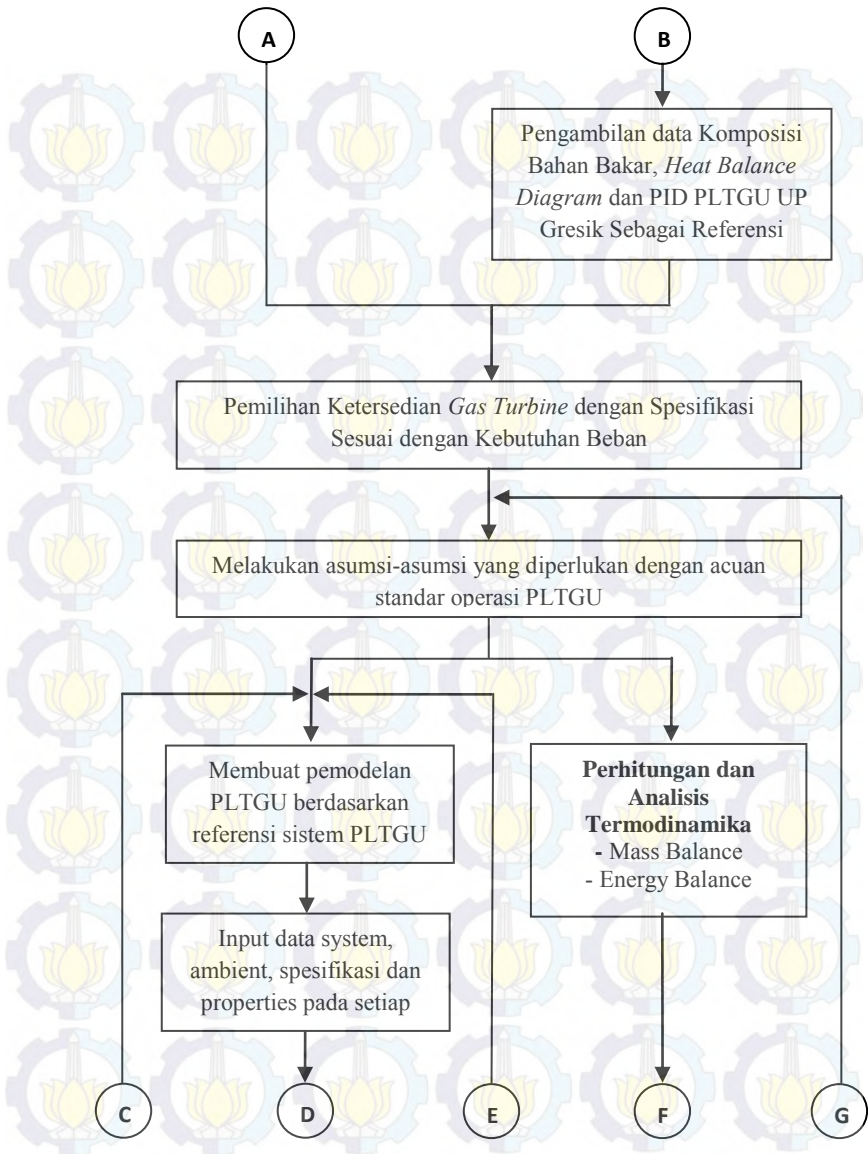 A
B
Pengambilan data Komposisi
Bahan Bakar, Heat Balance
Diagram dan PID PLTGU UP
Gresik Sebagai Referensi
Pemilihan Ketersedian Gas Turbine dengan Spesifikasi
Sesuai dengan Kebutuhan Beban
Melakukan asumsi-asumsi yang diperlukan dengan acuan
standar operasi PLTGU
Membuat pemodelan
PLTGU berdasarkan
referensi sistem PLTGU
Perhitungan dan
Analisis
Termodinamika
- Mass Balance
- Energy Balance
Input data system,
ambient, spesifikasi dan
properties pada setiap
C
D
E
F
G